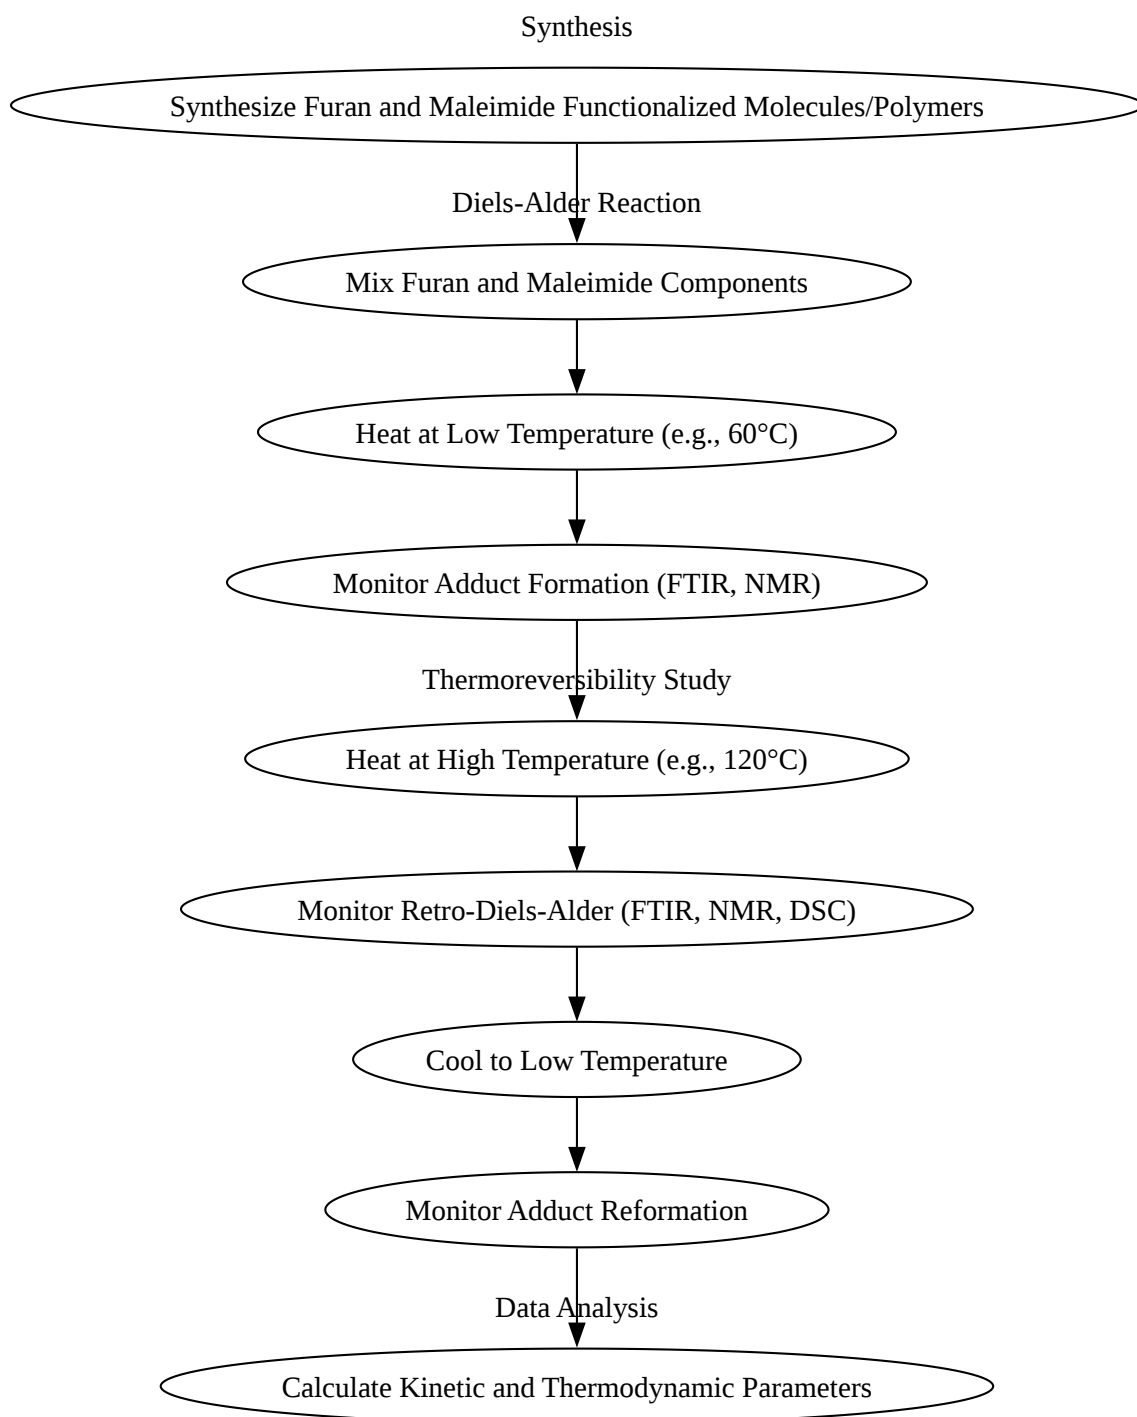 Synthesis
Synthesize Furan and Maleimide Functionalized Molecules/Polymers
Diels-Alder Reaction
Mix Furan and Maleimide Components
Heat at Low Temperature (e.g., 60°C)
Monitor Adduct Formation (FTIR, NMR)
Thermoreversibility Study
Heat at High Temperature (e.g., 120°C)
Monitor Retro-Diels-Alder (FTIR, NMR, DSC)
Cool to Low Temperature
Monitor Adduct Reformation
Data Analysis
Calculate Kinetic and Thermodynamic Parameters